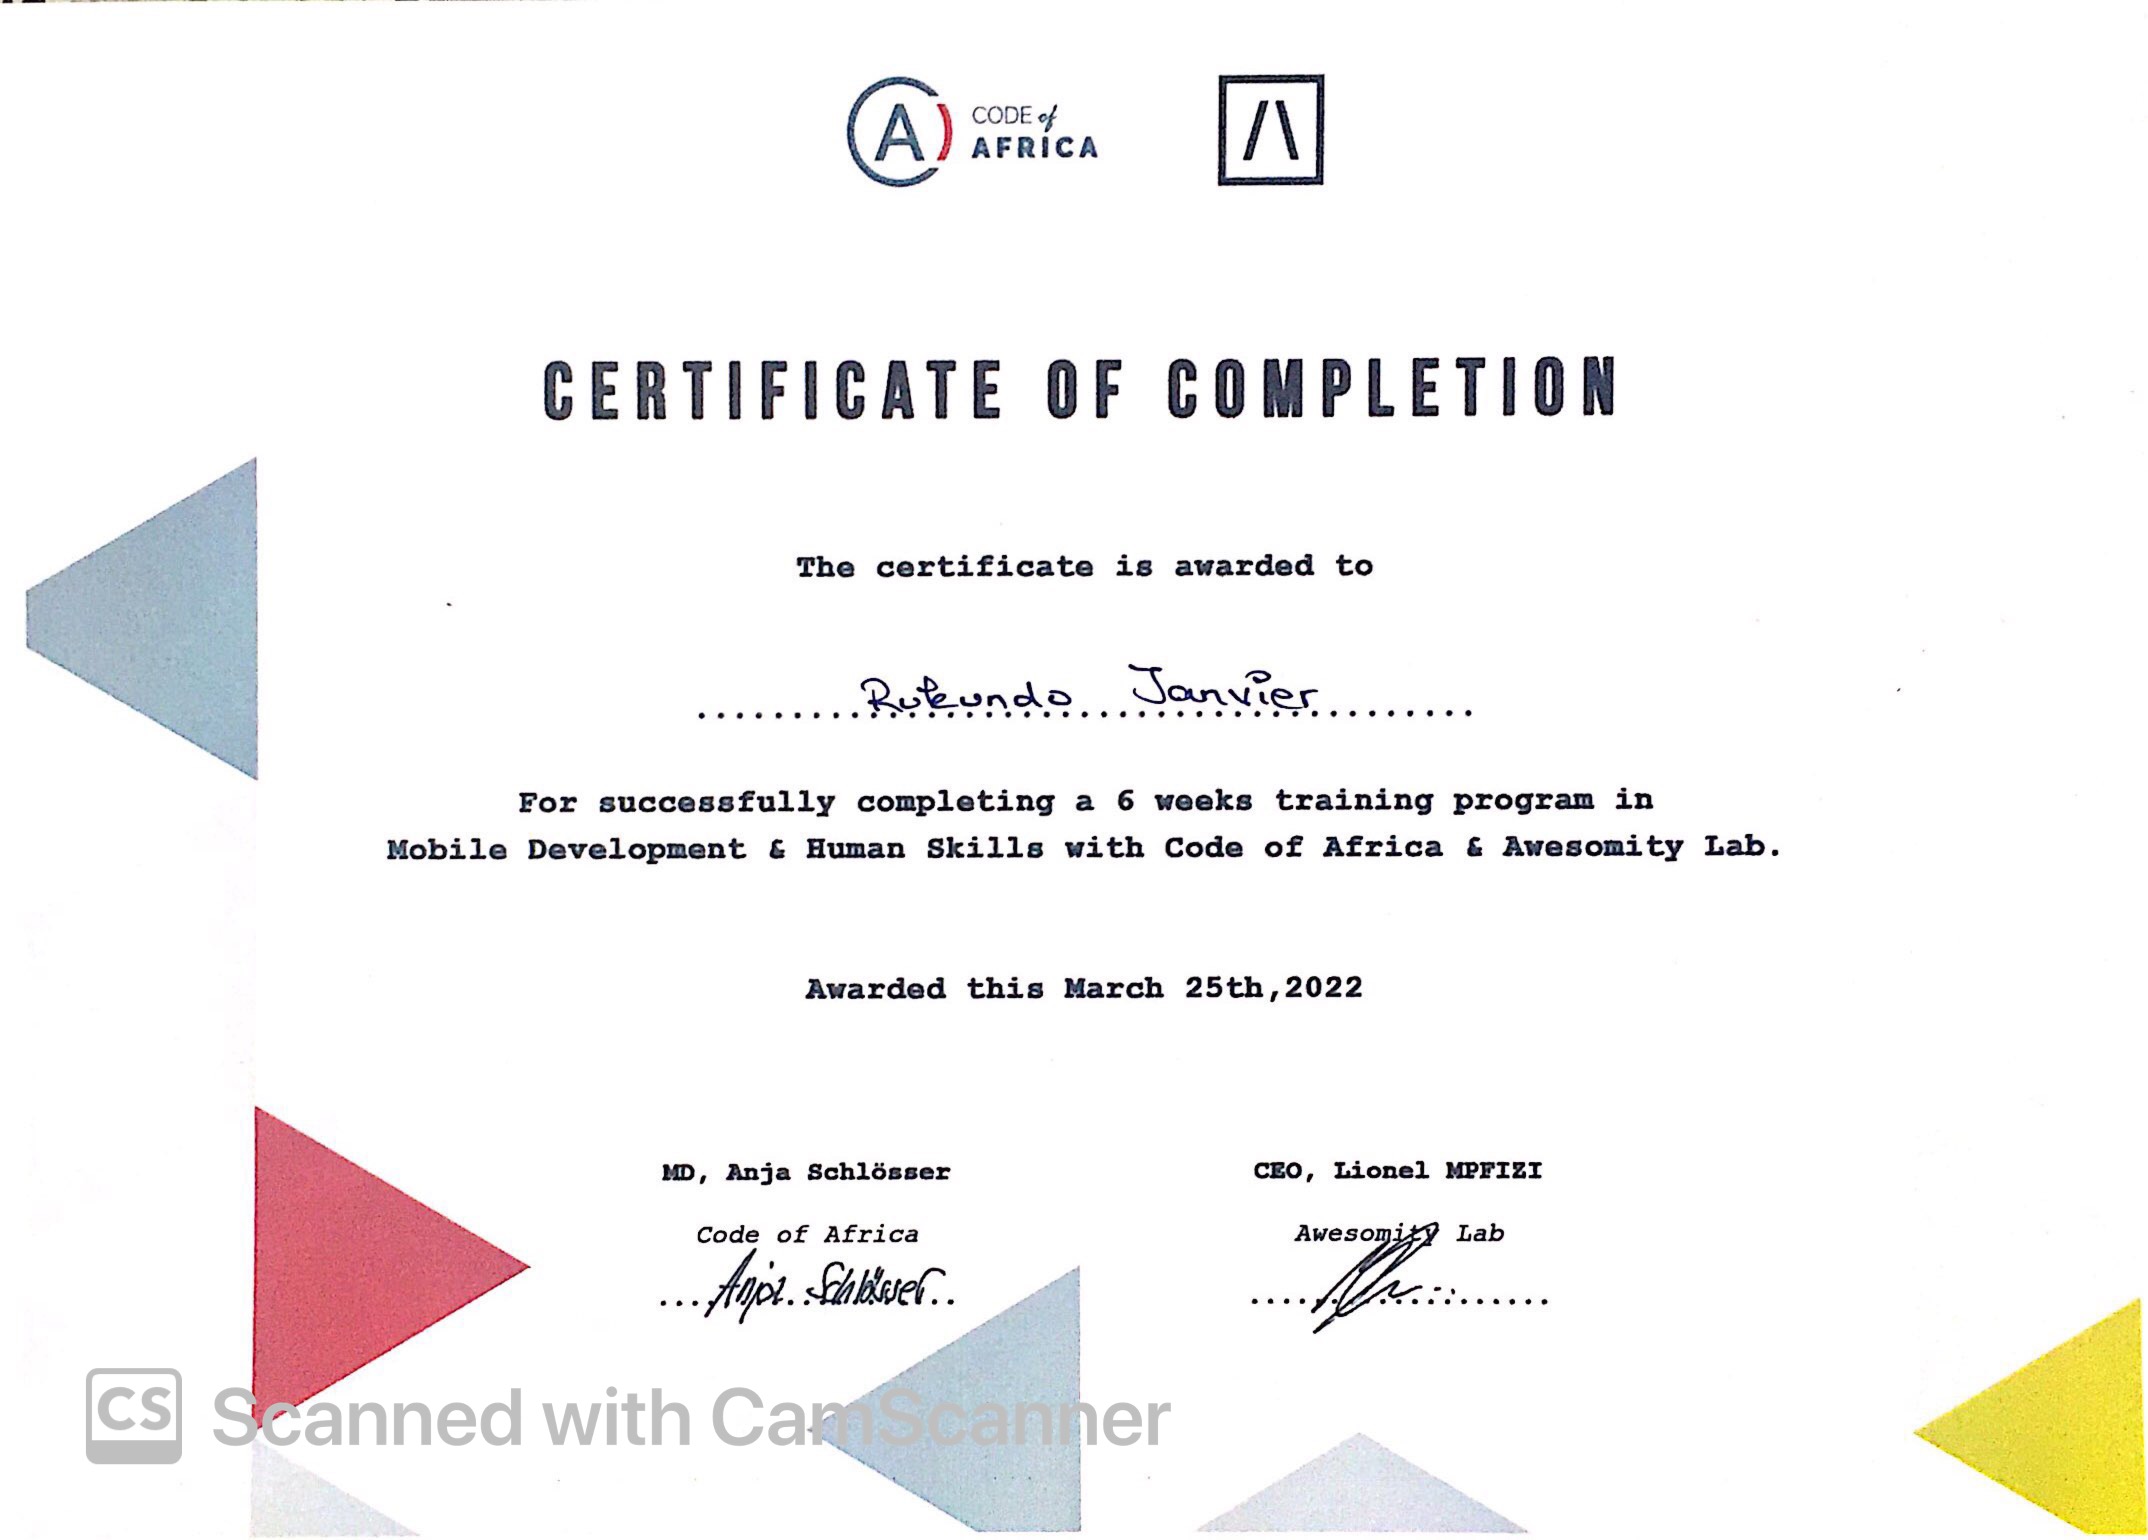 A CODE of
AFRICA
CERTIFICATE OF COMPLETION
The certificate is awarded to
Rukundo Janvier
For successfully completing a 6 weeks training program in
Mobile Development & Human Skills with Code of Africa & Awesomity Lab.
Awarded this March 25th,2022
MD, Anja Schlösser
CEO, Lionel MPFIZI
Code of Africa
Awesomity Lab
Anja Schlösser
CS Scanned with CamScanner